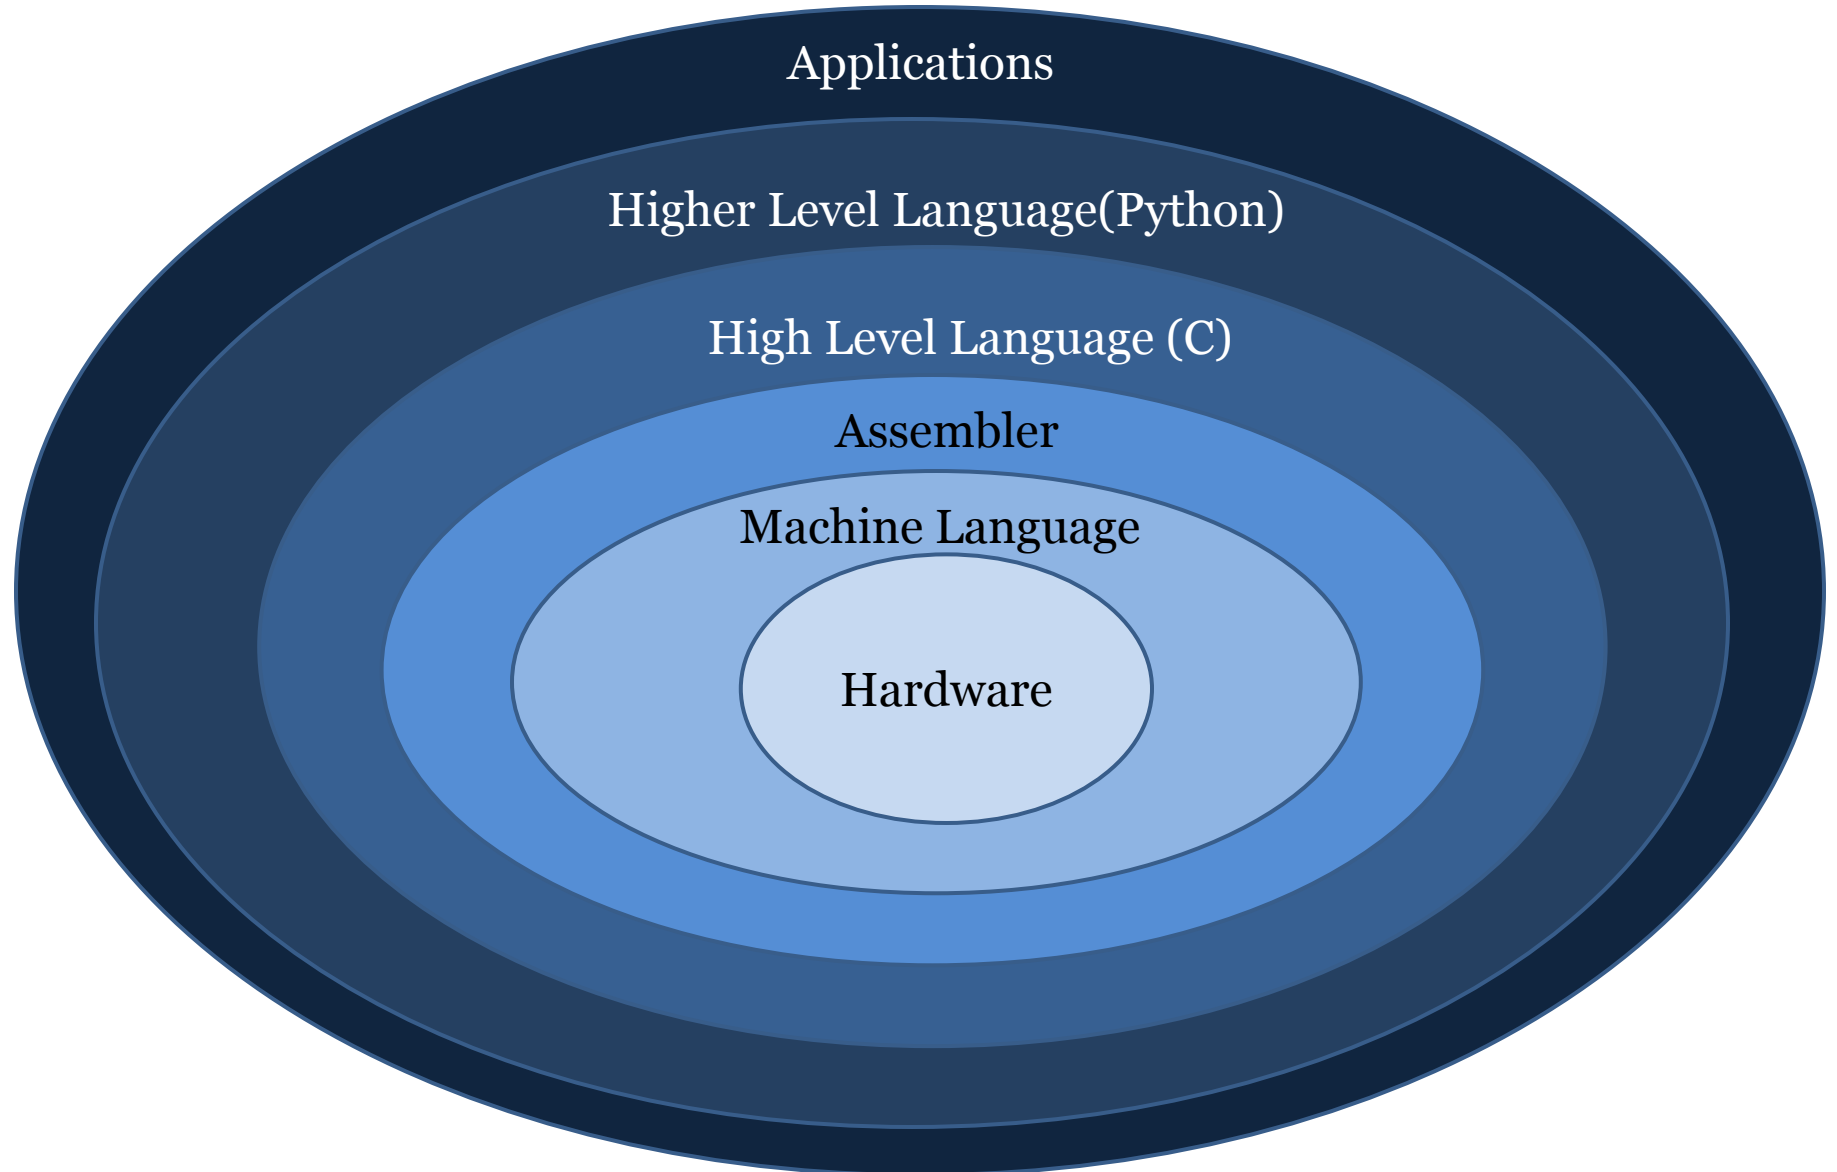 Applications
Higher Level Language(Python)
High Level Language (C)
Assembler
Machine Language
Hardware